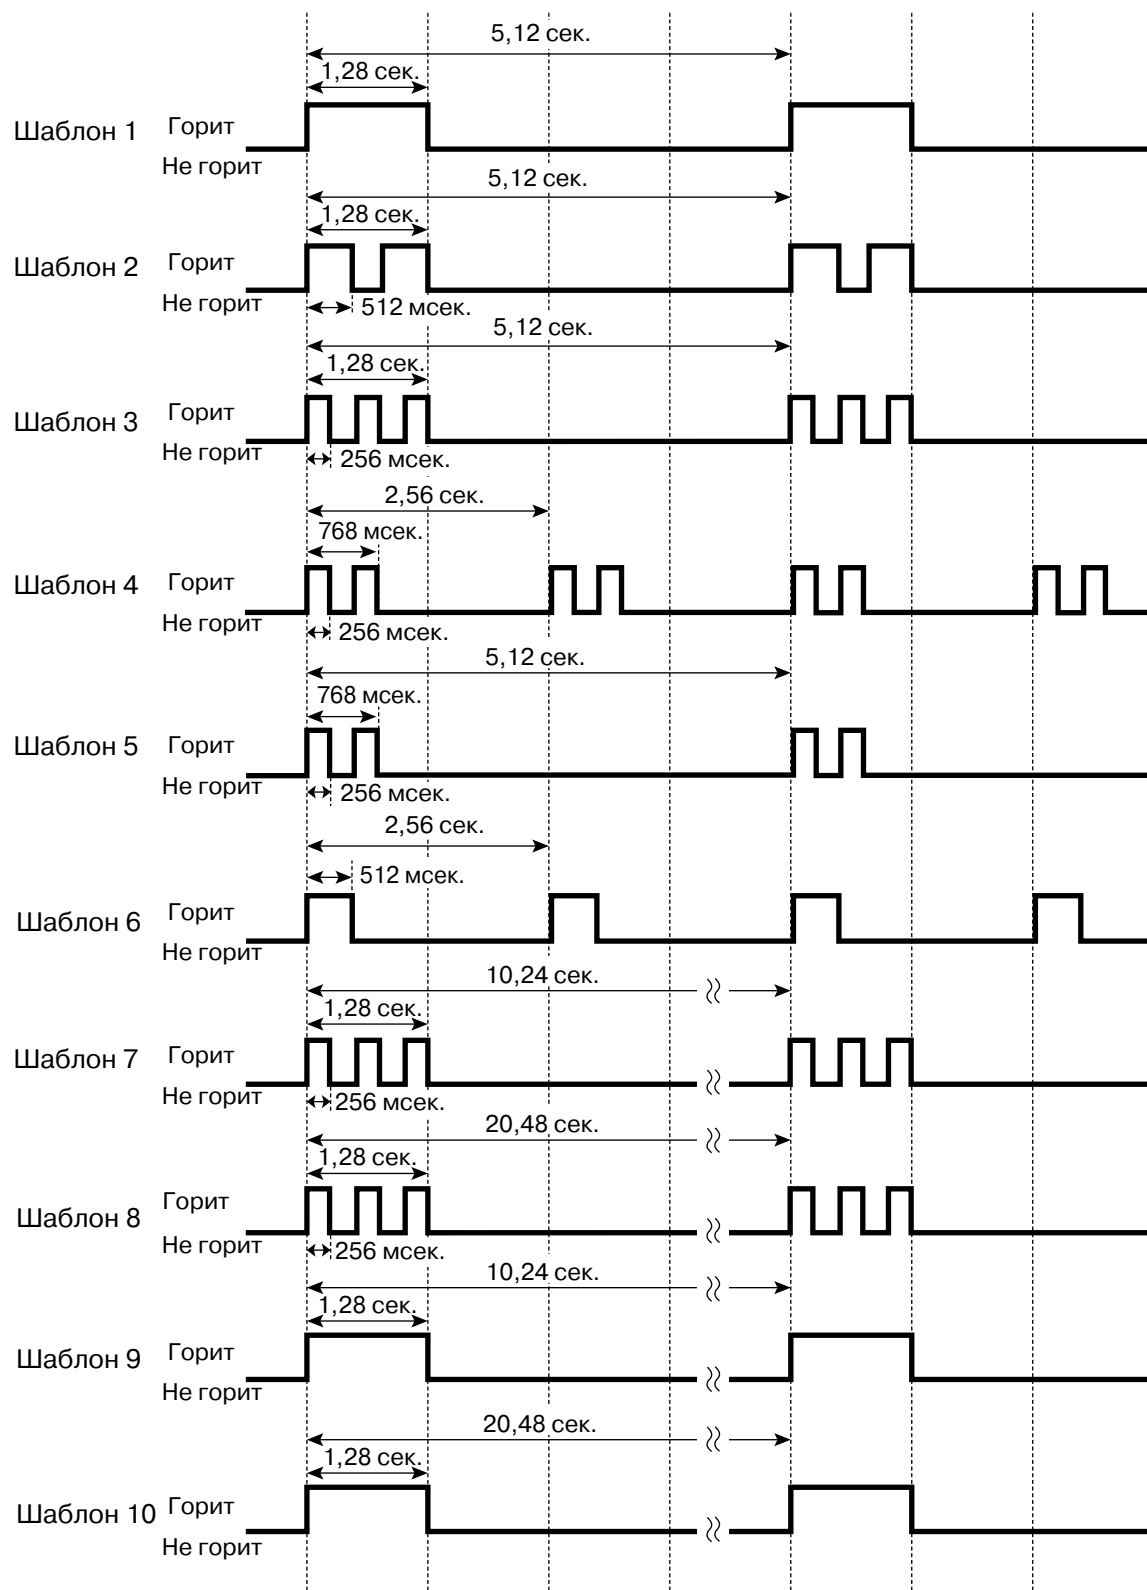 5,12 сек.
1,28 сек.
Шаблон 1
Горит
Не горит
5,12 сек.
1,28 сек.
Шаблон 2
Горит
Не горит
512 мсек.
5,12 сек.
1,28 сек.
Шаблон 3
Горит
Не горит
256 мсек.
2,56 сек.
768 мсек.
Шаблон 4
Горит
Не горит
256 мсек.
5,12 сек.
768 мсек.
Шаблон 5
Горит
Не горит
256 мсек.
2,56 сек.
512 мсек.
Шаблон 6
Горит
Не горит
10,24 сек.
1,28 сек.
Шаблон 7
Горит
Не горит
256 мсек.
20,48 сек.
1,28 сек.
Шаблон 8
Горит
Не горит
256 мсек.
10,24 сек.
1,28 сек.
Шаблон 9
Горит
Не горит
20,48 сек.
1,28 сек.
Шаблон 10
Горит
Не горит